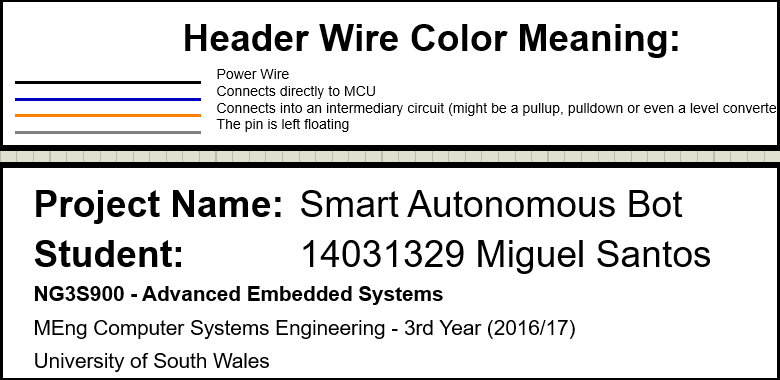 Header Wire Color Meaning:
Power Wire
Connects directly to MCU
Connects into an intermediary circuit (might be a pullup, pulldown or even a level converte
The pin is left floating
Project Name: Smart Autonomous Bot
Student: 14031329 Miguel Santos
NG3S900 - Advanced Embedded Systems
MEng Computer Systems Engineering - 3rd Year (2016/17)
University of South Wales